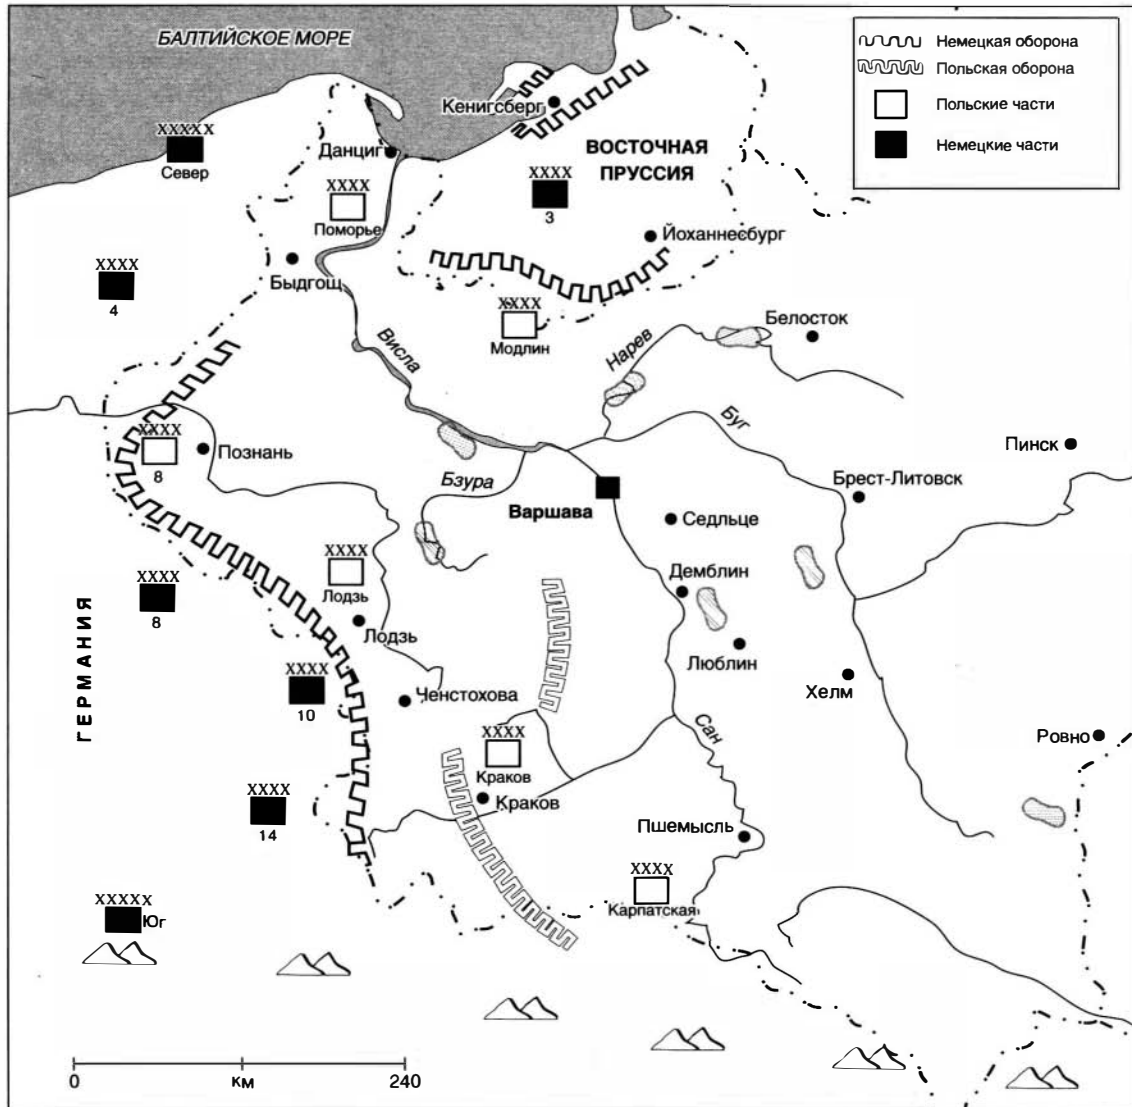 БАЛТИЙСКОЕ МОРЕ
Немецкая оборона
Польская оборона
Польские части
Немецкие части
Кенигсберг
XXXXX
Север
Данциг
ВОСТОЧНАЯ
ПРУССИЯ
XXXX
Поморье
XXXX
3
Йоханнесбург
Быдгощ
XXXX
4
XXXX
Модлин
Белосток
Висла
Нарев
Буг
XXXX
8
Познань
Бзура
Пинск
Брест-Литовск
Варшава
Седльце
XXXX
Лодзь
Демблин
XXXX
8
Лодзь
Люблин
ГЕРМАНИЯ
XXXX
10
Ченстохова
Хелм
Сан
Ровно
XXXX
Краков
Краков
XXXX
14
Пшемысль
XXXX
Карпатская
XXXXX
Юг
0
км
240